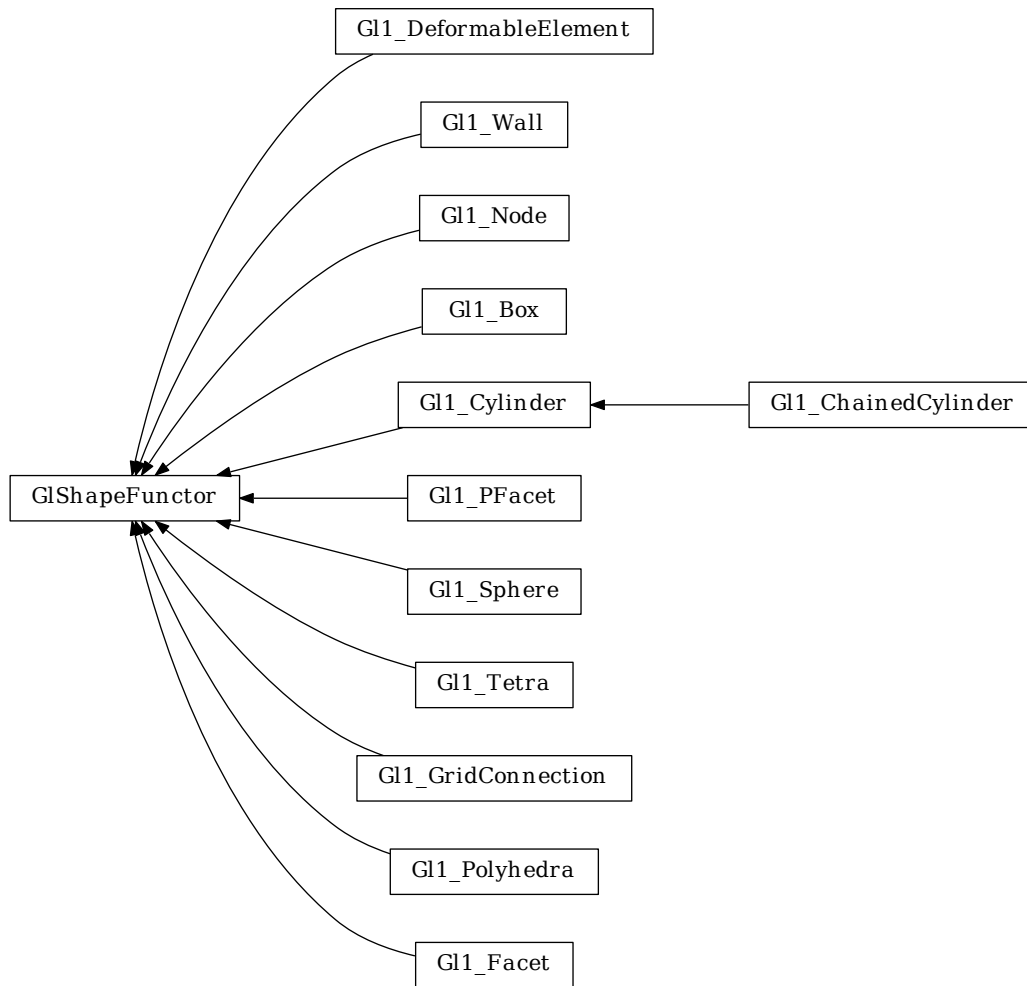 Gl1_DeformableElement
Gl1_Wall
Gl1_Node
Gl1_Box
Gl1_Cylinder
Gl1_ChainedCylinder
GlShapeFunctor
Gl1_PFacet
Gl1_Sphere
Gl1_Tetra
Gl1_GridConnection
Gl1_Polyhedra
Gl1_Facet